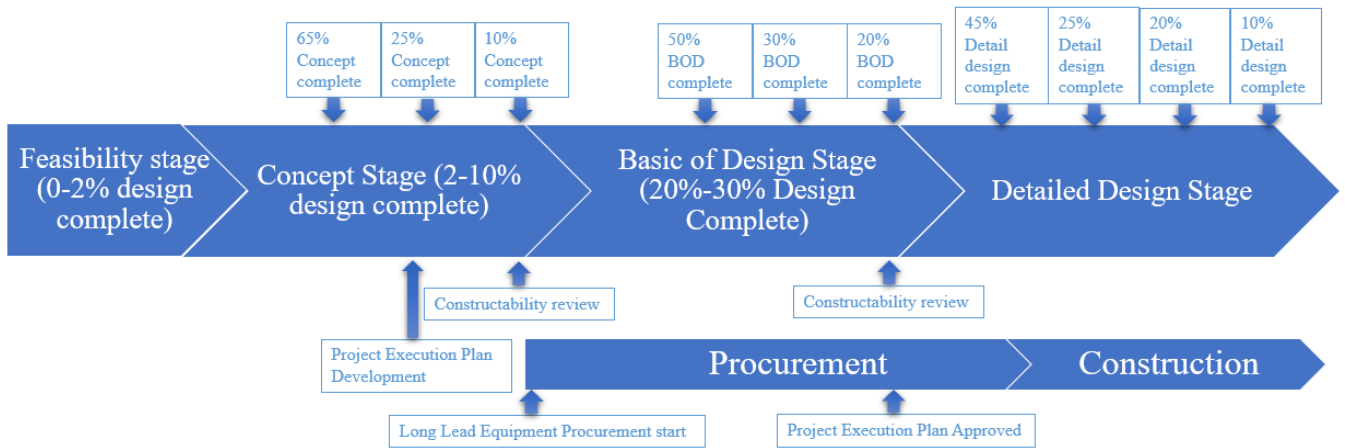 65%
Concept
complete
25%
Concept
complete
10%
Concept
complete
50%
BOD
complete
30%
BOD
complete
20%
BOD
complete
45%
Detail
design
complete
25%
Detail
design
complete
20%
Detail
design
complete
10%
Detail
design
complete
Feasibility stage
(0-2% design
complete)
Concept Stage (2-10%
design complete)
Basic of Design Stage
(20%-30% Design
Complete)
Detailed Design Stage
Constructability review
Constructability review
Project Execution Plan
Development
Procurement
Construction
Long Lead Equipment Procurement start
Project Execution Plan Approved